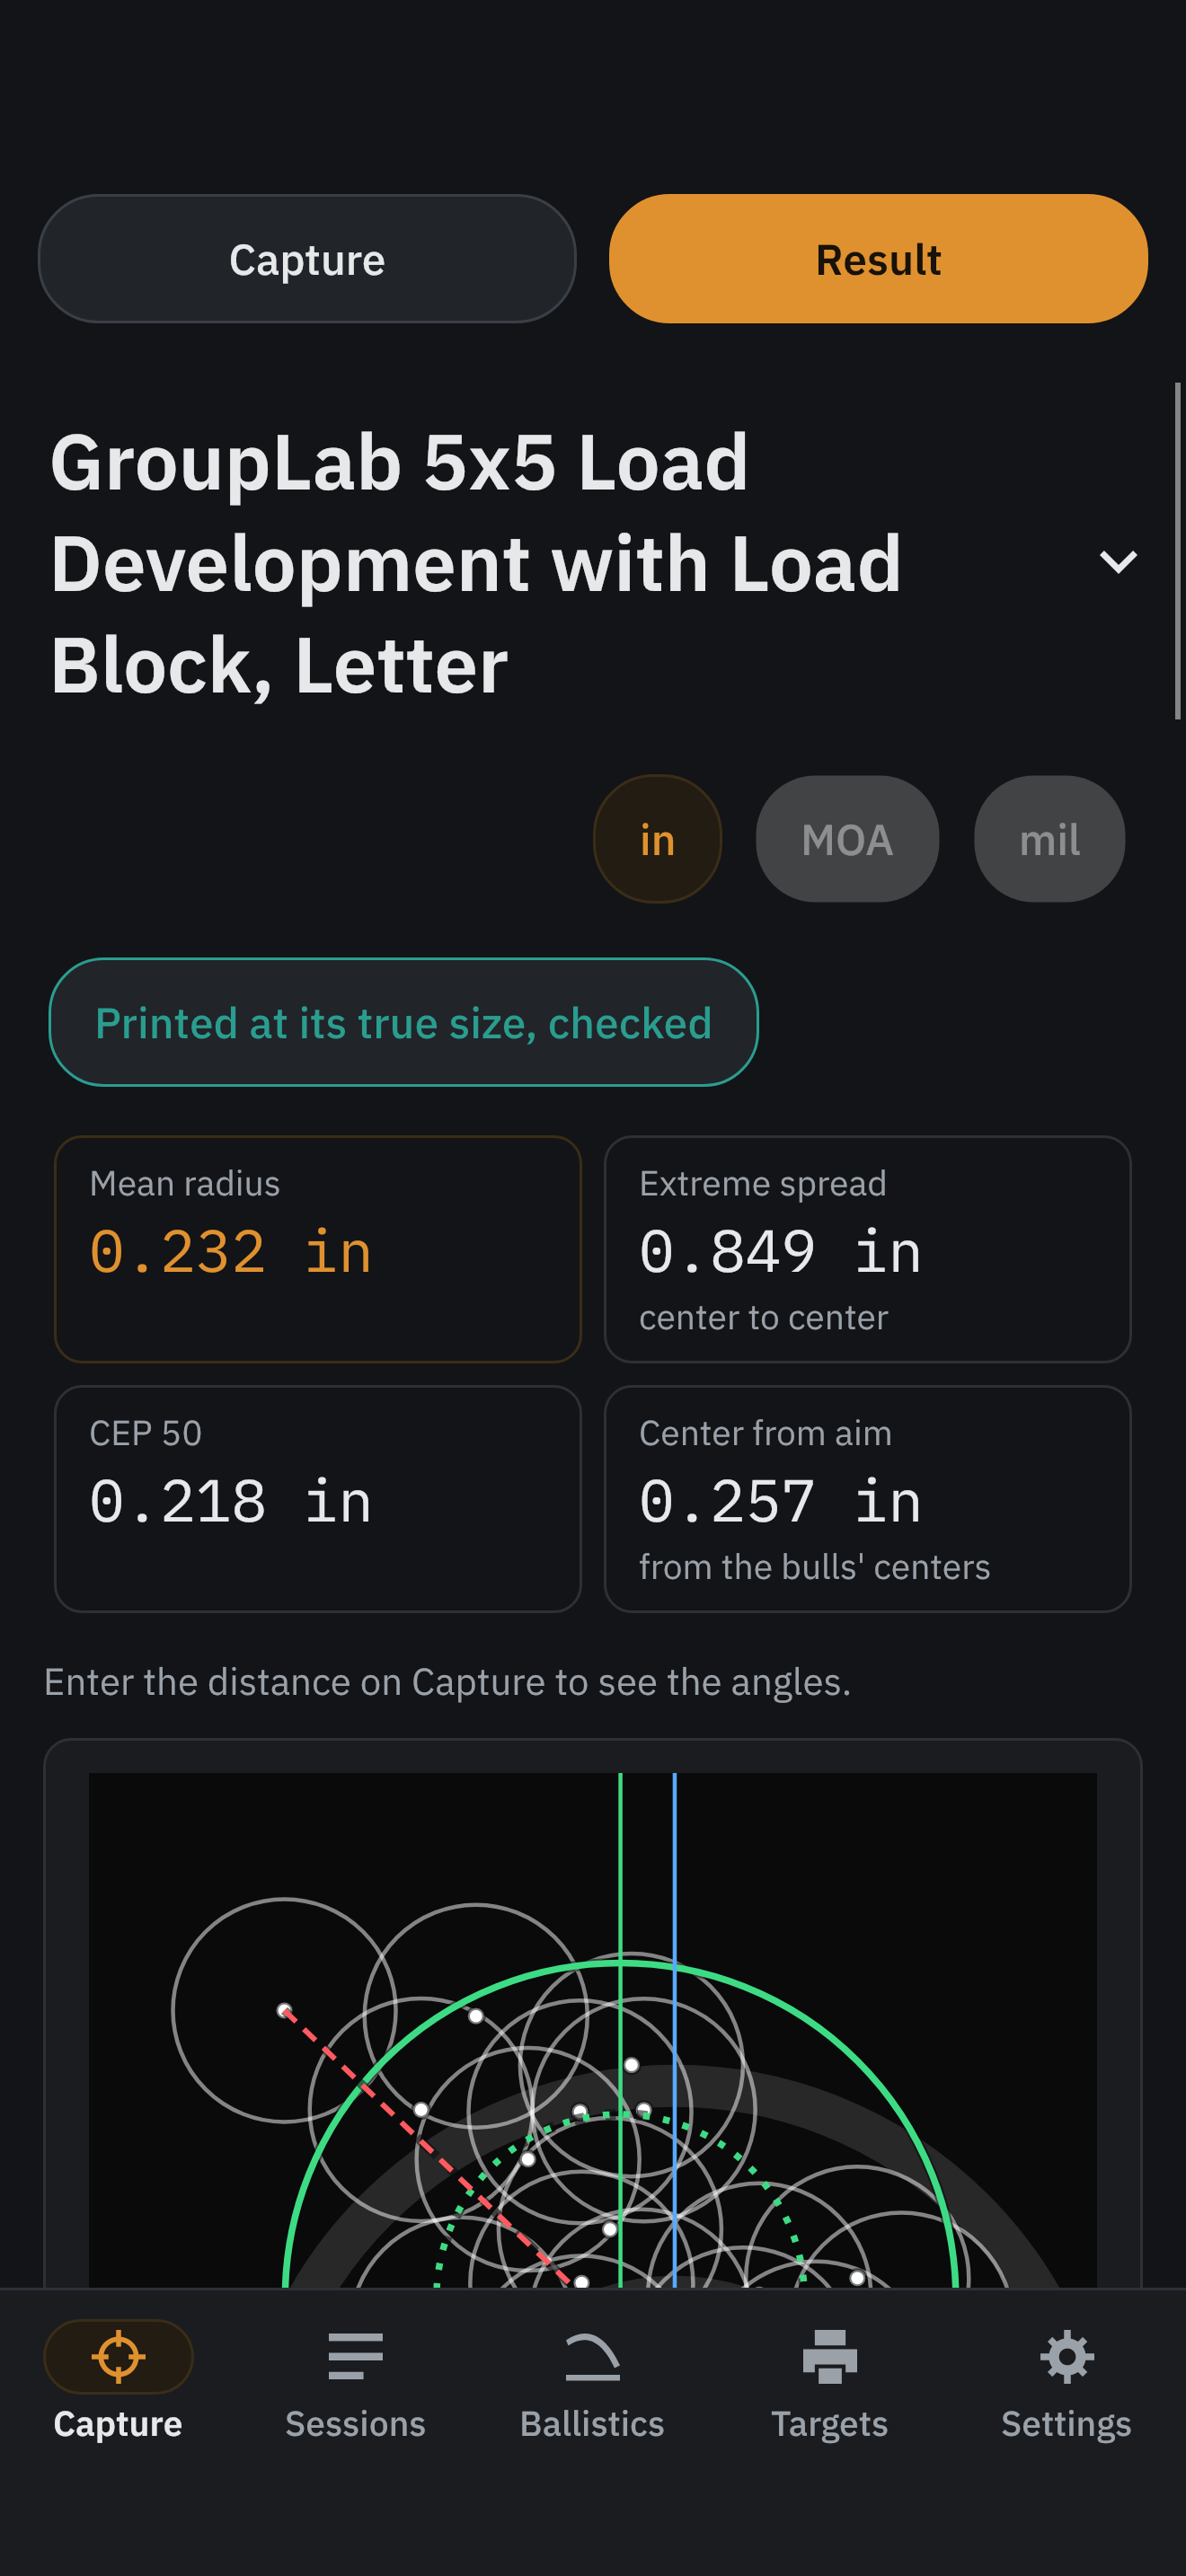 Capture
Result
GroupLab 5x5 Load
Development with Load
Block, Letter
in
MOA
mil
Printed at its true size, checked
Mean radius
0.232 in
Extreme spread
0.849 in
center to center
CEP 50
0.218 in
Center from aim
0.257 in
from the bulls' centers
Enter the distance on Capture to see the angles.
Capture
Sessions
Ballistics
Targets
Settings